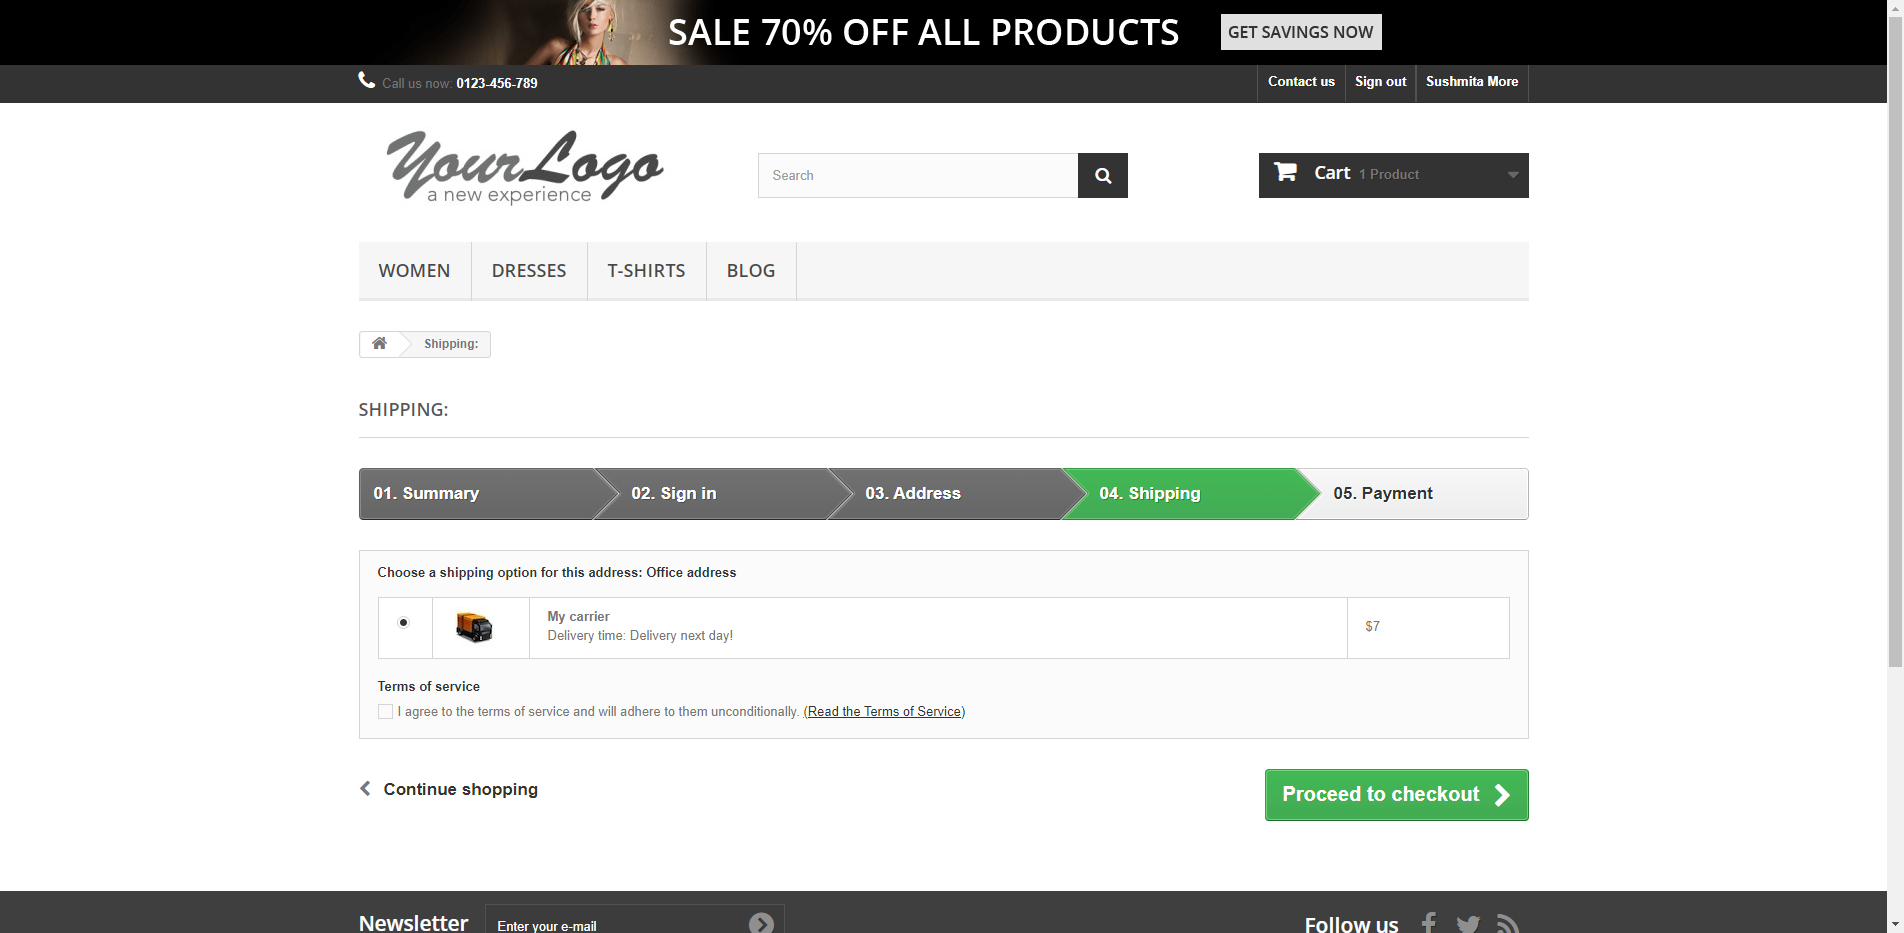 SALE 70% OFF ALL PRODUCTS GET SAVINGS NOW
Call us now: 0123-456-789
Contact us Sign out Sushmita More
YourLogo
a new experience
Search
Cart 1 Product
WOMEN DRESSES T-SHIRTS BLOG
Shipping:
SHIPPING:
01. Summary 02. Sign in 03. Address 04. Shipping 05. Payment
Choose a shipping option for this address: Office address
My carrier
Delivery time: Delivery next day!
$7
Terms of service
I agree to the terms of service and will adhere to them unconditionally. (Read the Terms of Service)
Continue shopping
Proceed to checkout
Newsletter
Enter your e-mail
Follow us